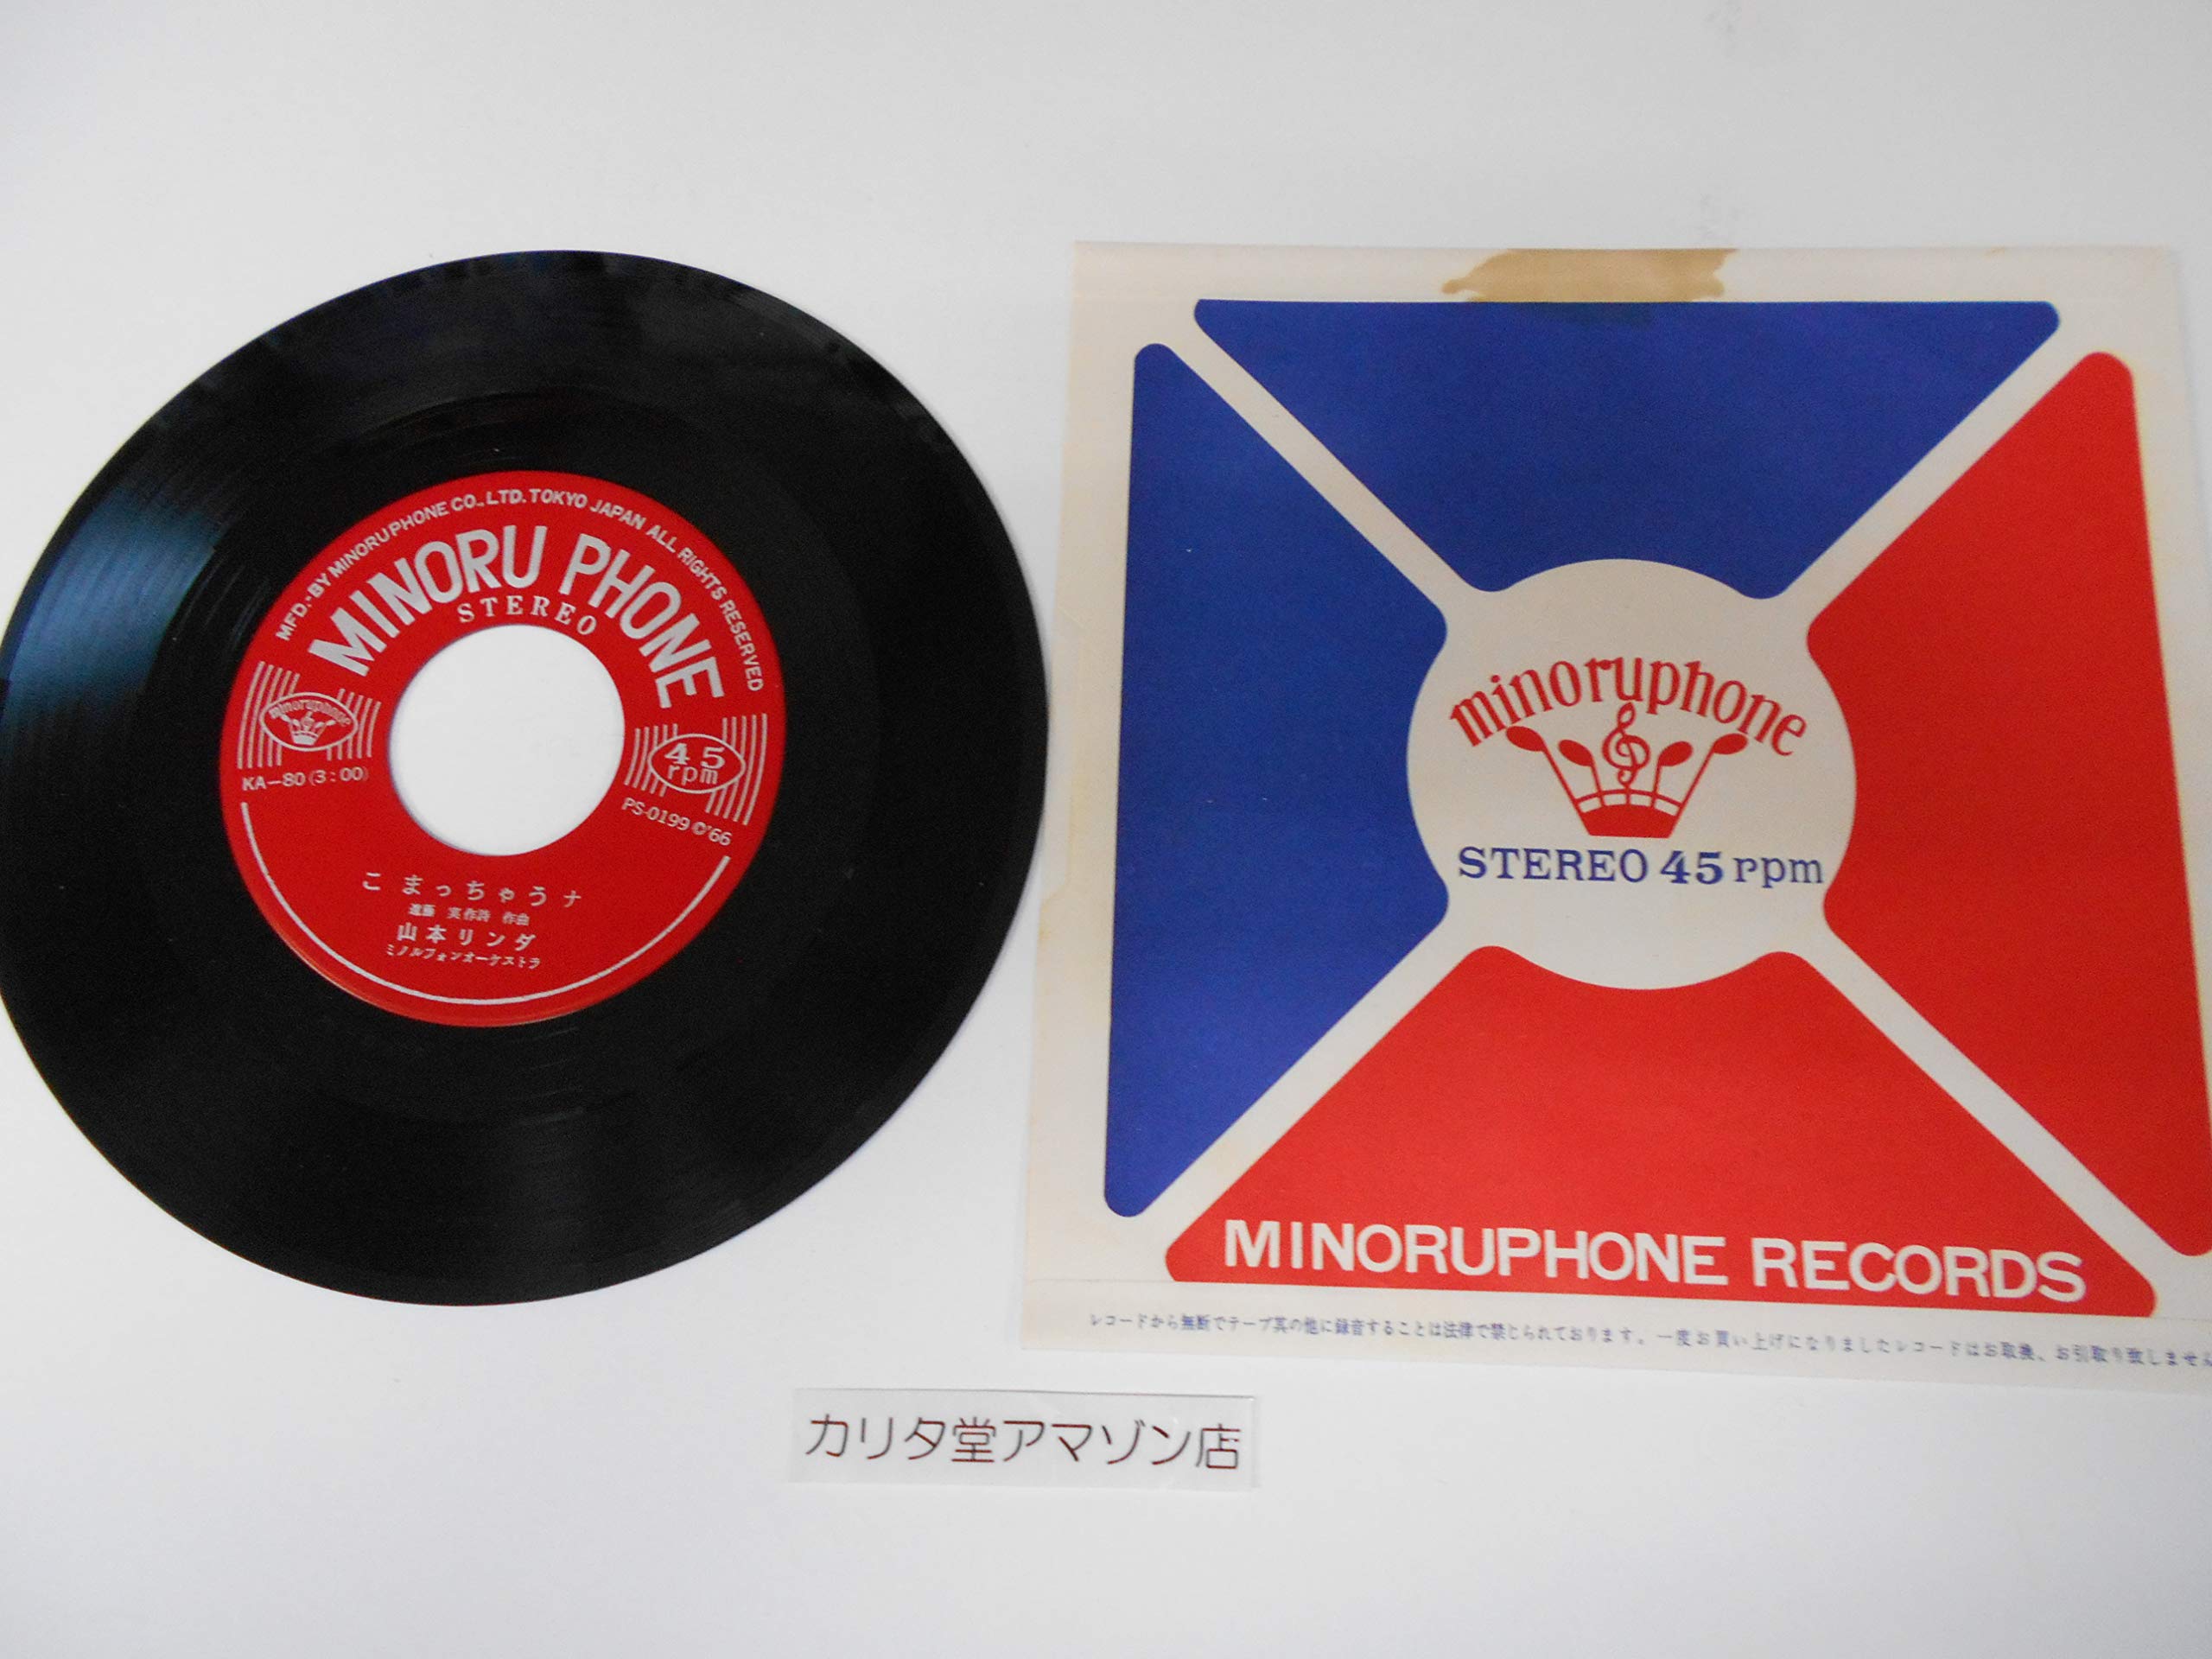 MFD. BY MINORUPHONE CO., LTD. TOKYO JAPAN ALL RIGHTS RESERVED
MINORU PHONE
STEREO
minoruphone
45
rpm
KA-80 (3:00)
PS-0199 ©'66
こまっちゃうナ
遠藤 実 作詩 作曲
山本リンダ
ミノルフォンオーケストラ
minoruphone
STEREO 45 rpm
MINORUPHONE RECORDS
レコードから無断でテープ其の他に録音することは法律で禁じられております。一度お買い上げになりましたレコードはお取換、お引取り致しません
カリタ堂アマゾン店